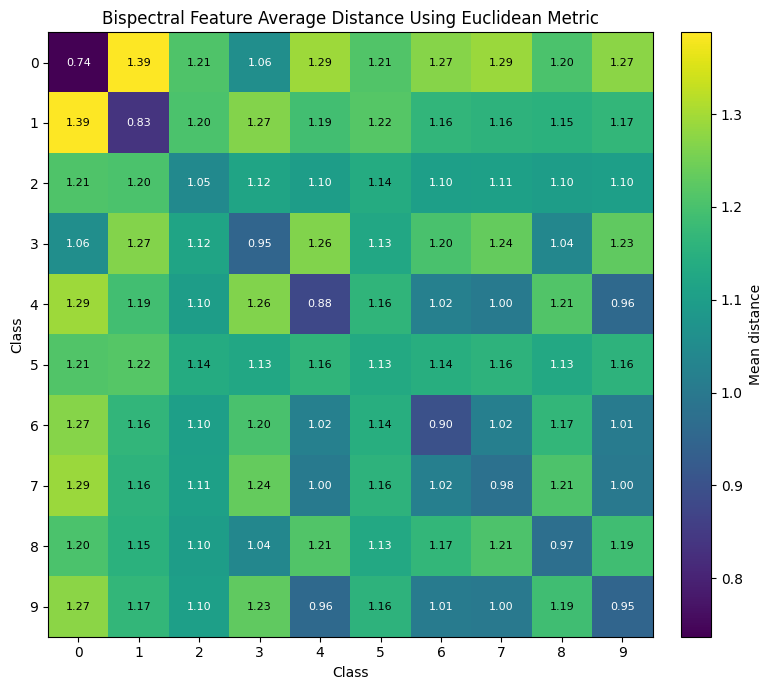 Bispectral Feature Average Distance Using Euclidean Metric
0 0.74 1.39 1.21 1.06 1.29 1.21 1.27 1.29 1.20 1.27
1 1.39 0.83 1.20 1.27 1.19 1.22 1.16 1.16 1.15 1.17
2 1.21 1.20 1.05 1.12 1.10 1.14 1.10 1.11 1.10 1.10
3 1.06 1.27 1.12 0.95 1.26 1.13 1.20 1.24 1.04 1.23
4 1.29 1.19 1.10 1.26 0.88 1.16 1.02 1.00 1.21 0.96
5 1.21 1.22 1.14 1.13 1.16 1.13 1.14 1.16 1.13 1.16
6 1.27 1.16 1.10 1.20 1.02 1.14 0.90 1.02 1.17 1.01
7 1.29 1.16 1.11 1.24 1.00 1.16 1.02 0.98 1.21 1.00
8 1.20 1.15 1.10 1.04 1.21 1.13 1.17 1.21 0.97 1.19
9 1.27 1.17 1.10 1.23 0.96 1.16 1.01 1.00 1.19 0.95
0 1 2 3 4 5 6 7 8 9
Class
Class
1.3
1.2
1.1
1.0
0.9
0.8
Mean distance